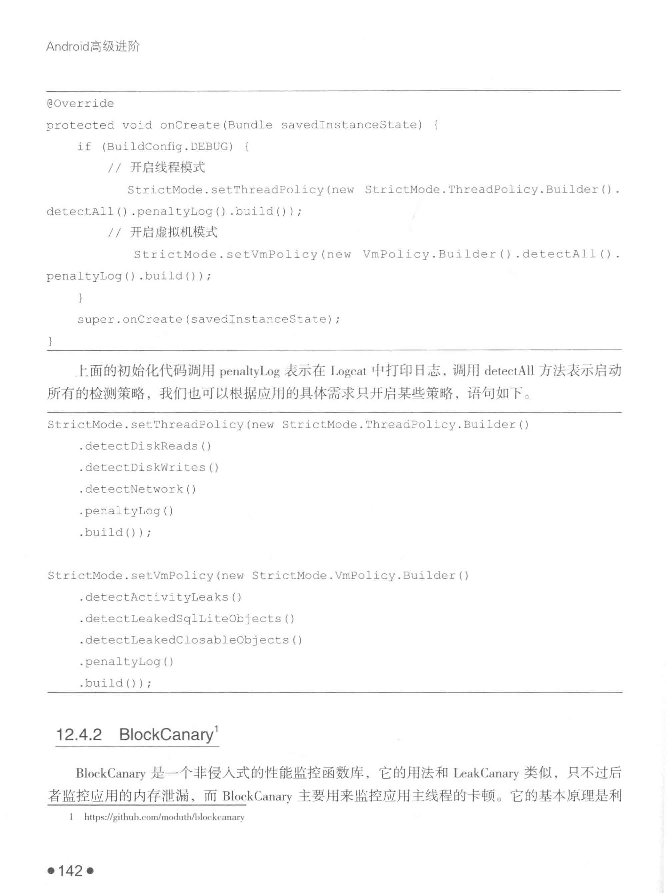 Android高级进阶
@Override
protected void onCreate(Bundle savedInstanceState) {
if (BuildConfig.DEBUG) {
// 开启线程模式
StrictMode.setThreadPolicy(new StrictMode.ThreadPolicy.Builder().
detectAll().penaltyLog().build());
// 开启虚拟机模式
StrictMode.setVmPolicy(new VmPolicy.Builder().detectAll().
penaltyLog().build());
}
super.onCreate(savedInstanceState);
}
上面的初始化代码调用 penaltyLog 表示在 Logcat 中打印日志，调用 detectAll 方法表示启动
所有的检测策略，我们也可以根据应用的具体需求只开启某些策略，语句如下。
StrictMode.setThreadPolicy(new StrictMode.ThreadPolicy.Builder()
.detectDiskReads()
.detectDiskWrites()
.detectNetwork()
.penaltyLog()
.build());
StrictMode.setVmPolicy(new StrictMode.VmPolicy.Builder()
.detectActivityLeaks()
.detectLeakedSqlLiteObjects()
.detectLeakedClosableObjects()
.penaltyLog()
.build());
12.4.2 BlockCanary1
BlockCanary 是一个非侵入式的性能监控函数库，它的用法和 LeakCanary 类似，只不过后
者监控应用的内存泄漏，而 BlockCanary 主要用来监控应用主线程的卡顿。它的基本原理是利
1 https://github.com/moduth/blockcanary
●142●